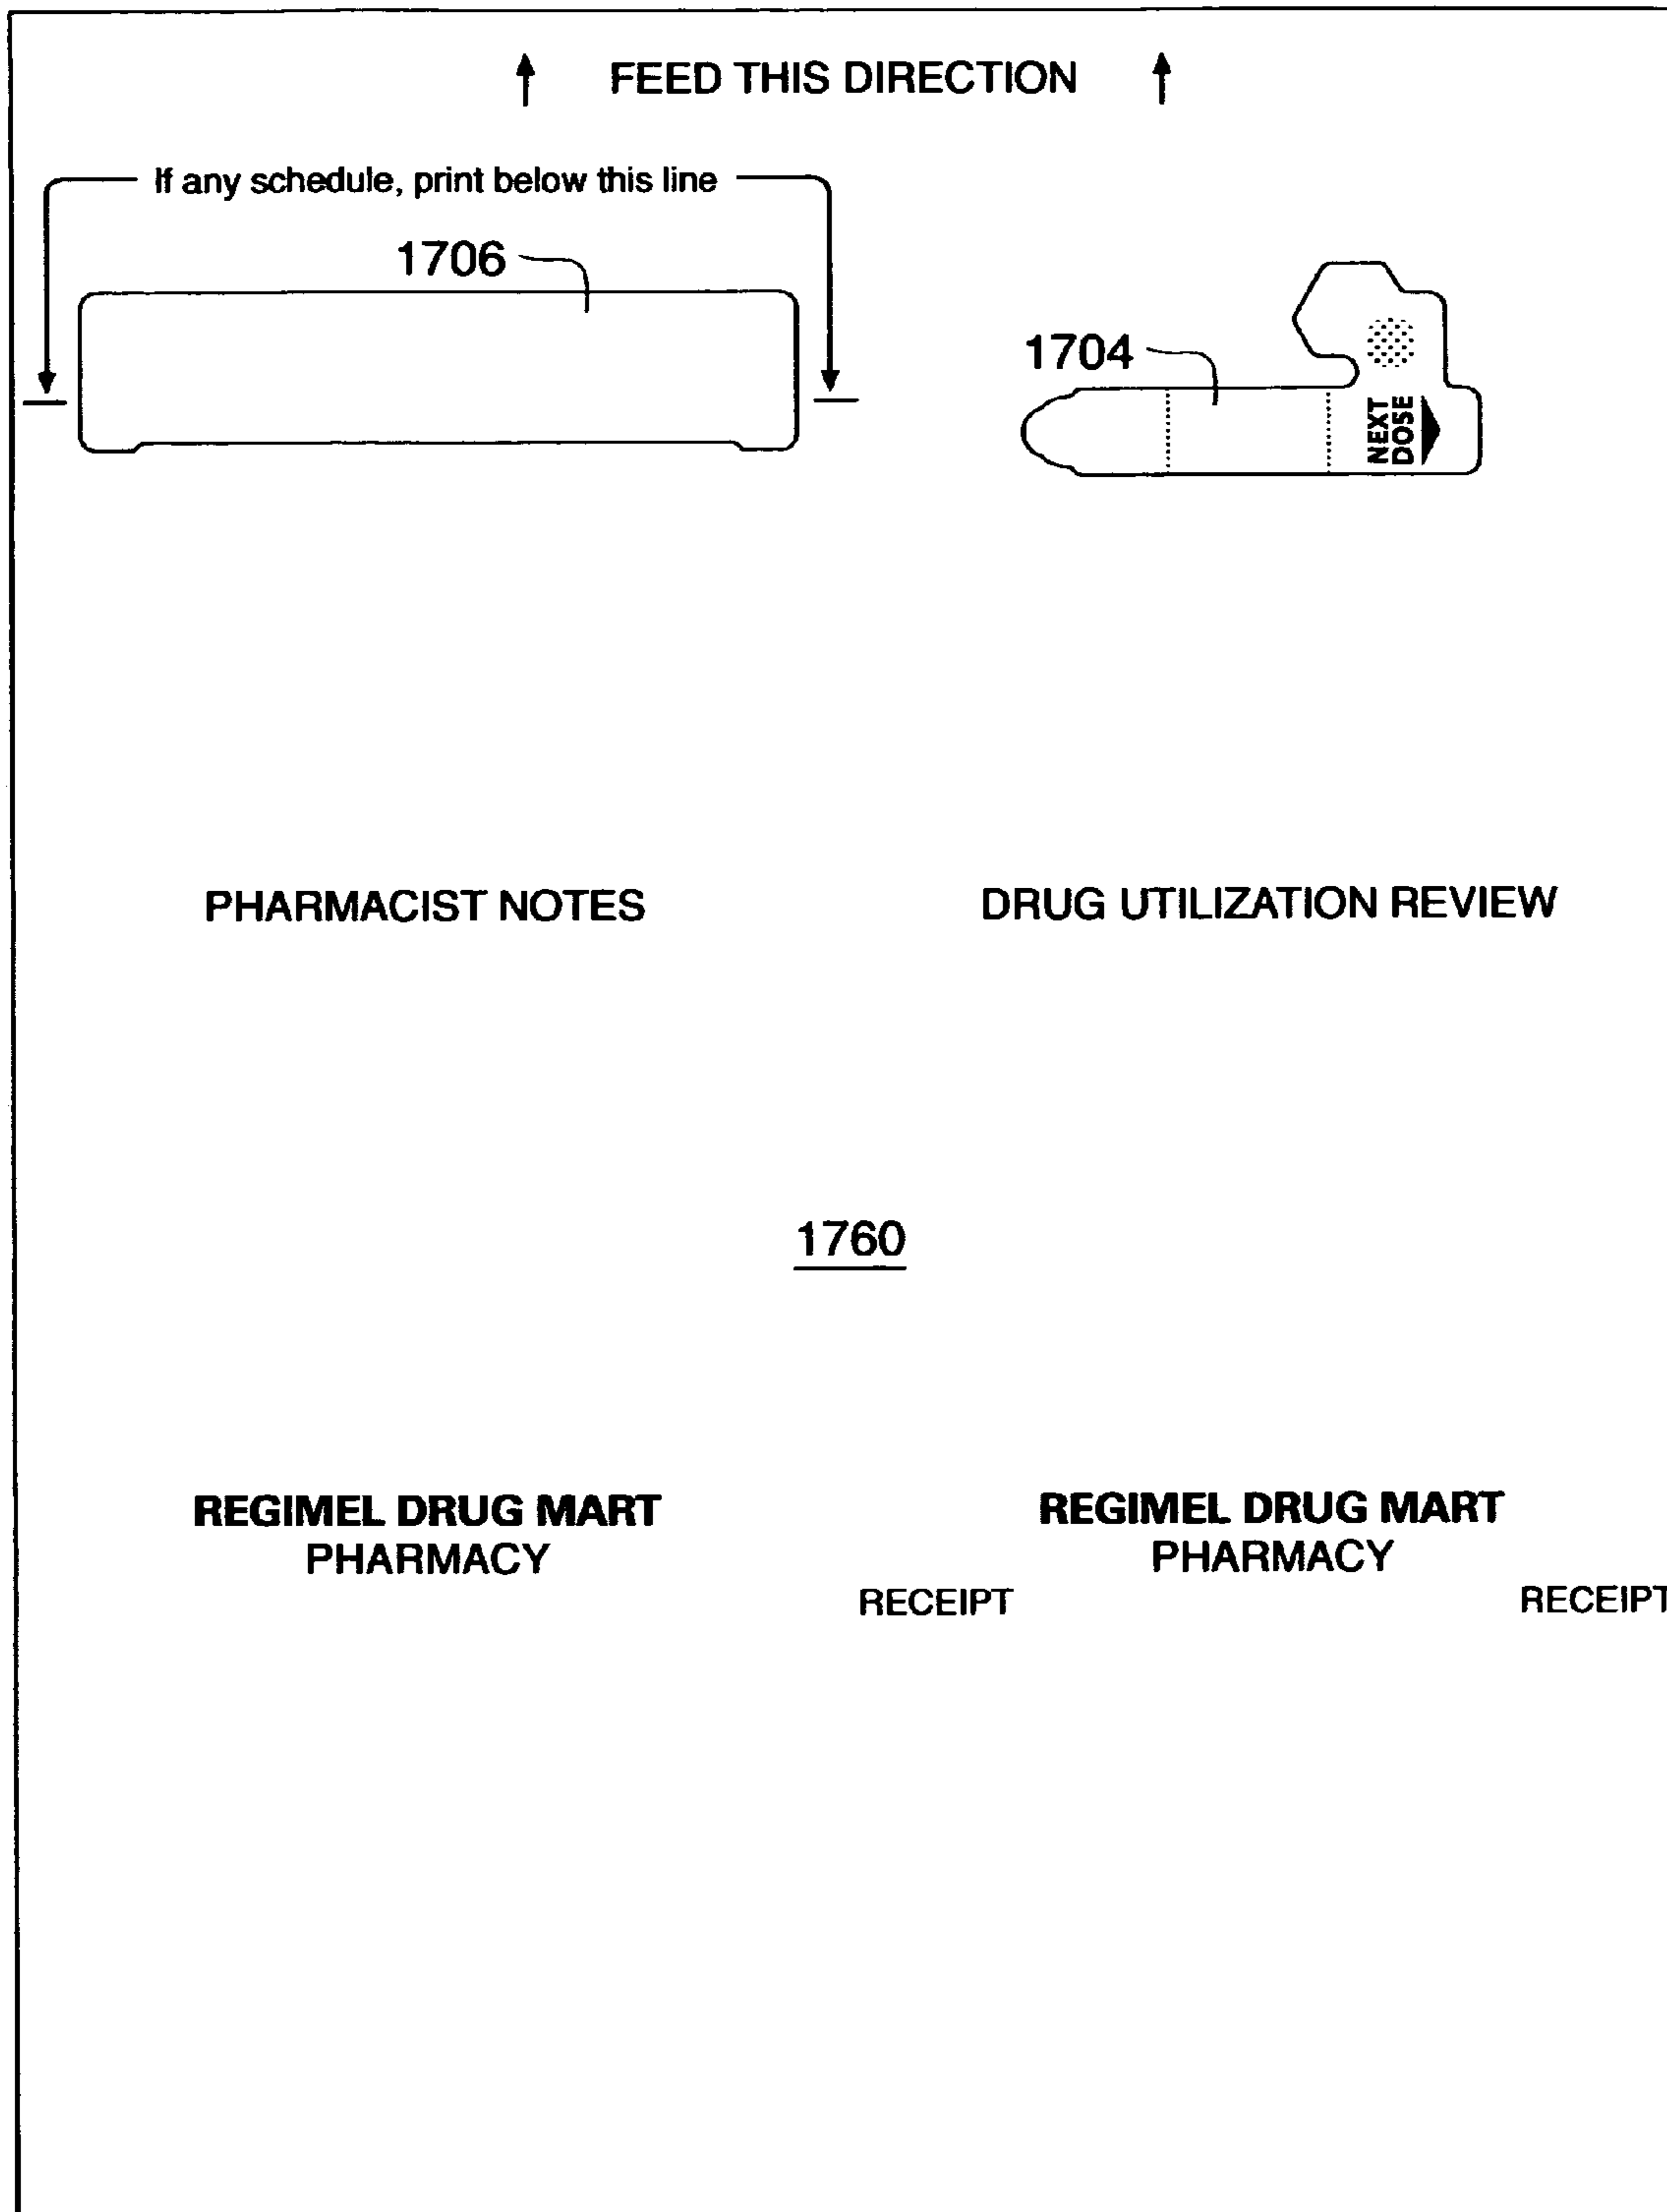 FEED THIS DIRECTION
If any schedule, print below this line
1706
1704
NEXT
DOSE
PHARMACIST NOTES
DRUG UTILIZATION REVIEW
1760
REGIMEL DRUG MART
PHARMACY
RECEIPT
REGIMEL DRUG MART
PHARMACY
RECEIPT